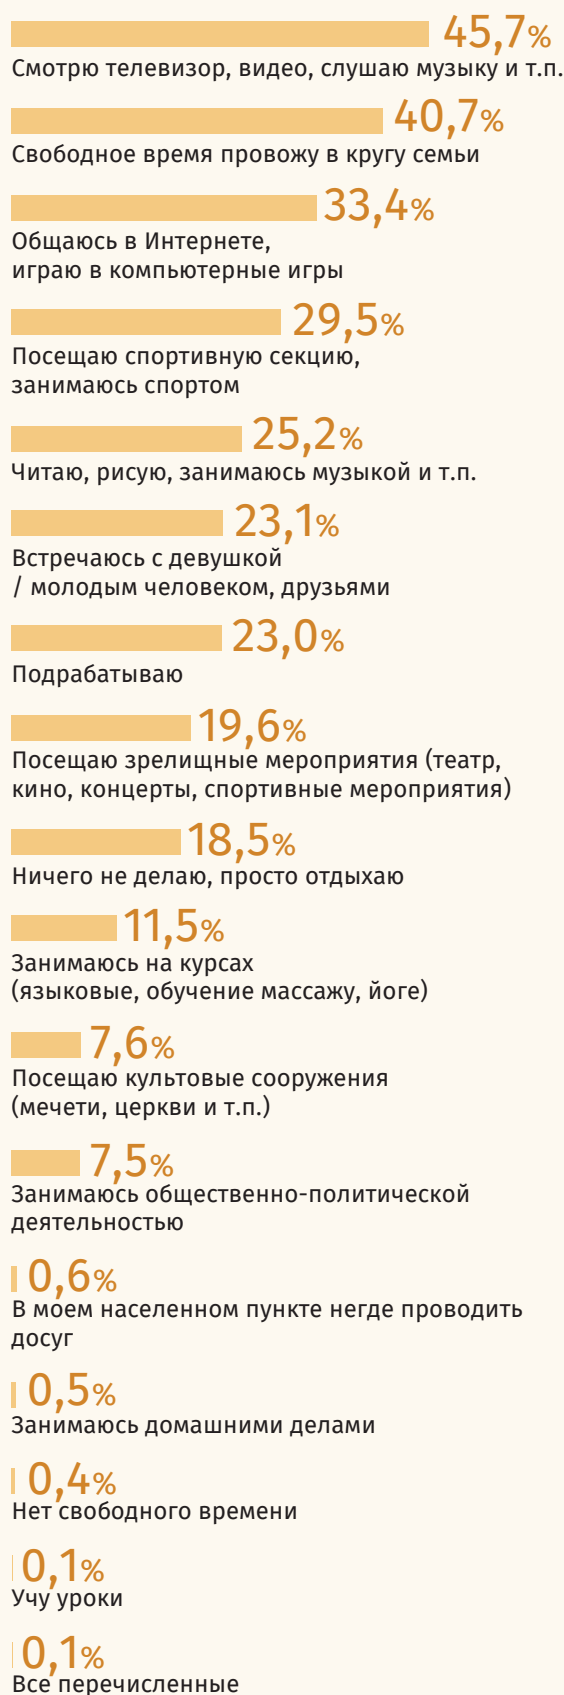 45,7%
Смотрю телевизор, видео, слушаю музыку и т.п.
40,7%
Свободное время провожу в кругу семьи
33,4%
Общаюсь в Интернете,
играю в компьютерные игры
29,5%
Посещаю спортивную секцию,
занимаюсь спортом
25,2%
Читаю, рисую, занимаюсь музыкой и т.п.
23,1%
Встречаюсь с девушкой
/ молодым человеком, друзьями
23,0%
Подрабатываю
19,6%
Посещаю зрелищные мероприятия (театр,
кино, концерты, спортивные мероприятия)
18,5%
Ничего не делаю, просто отдыхаю
11,5%
Занимаюсь на курсах
(языковые, обучение массажу, йоге)
7,6%
Посещаю культовые сооружения
(мечети, церкви и т.п.)
7,5%
Занимаюсь общественно-политической
деятельностью
0,6%
В моем населенном пункте негде проводить
досуг
0,5%
Занимаюсь домашними делами
0,4%
Нет свободного времени
0,1%
Учу уроки
0,1%
Все перечисленные